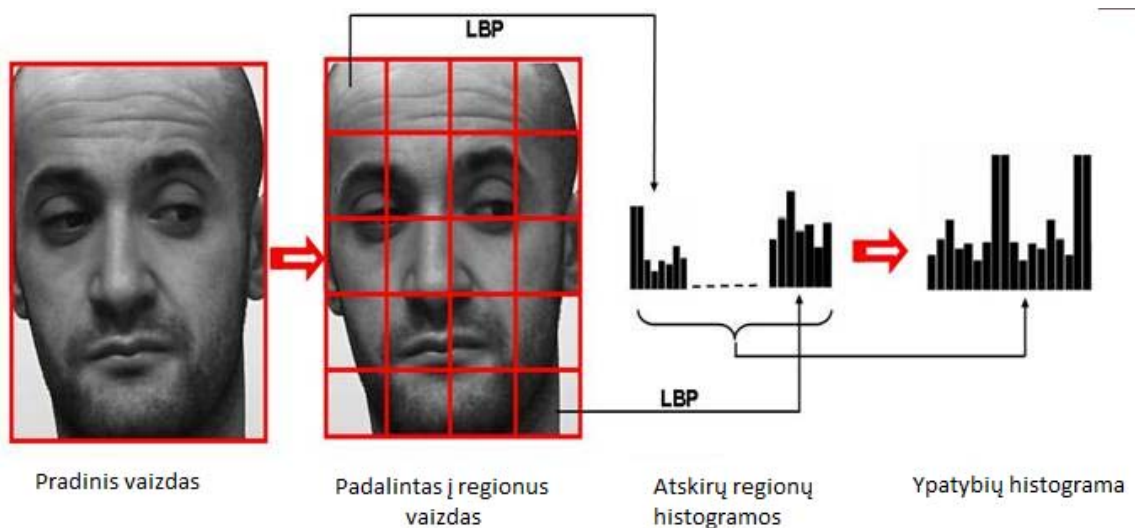 LBP
LBP
Pradinis vaizdas
Padalintas į regionus
vaizdas
Atskirų regionų
histogramos
Ypatybių histograma